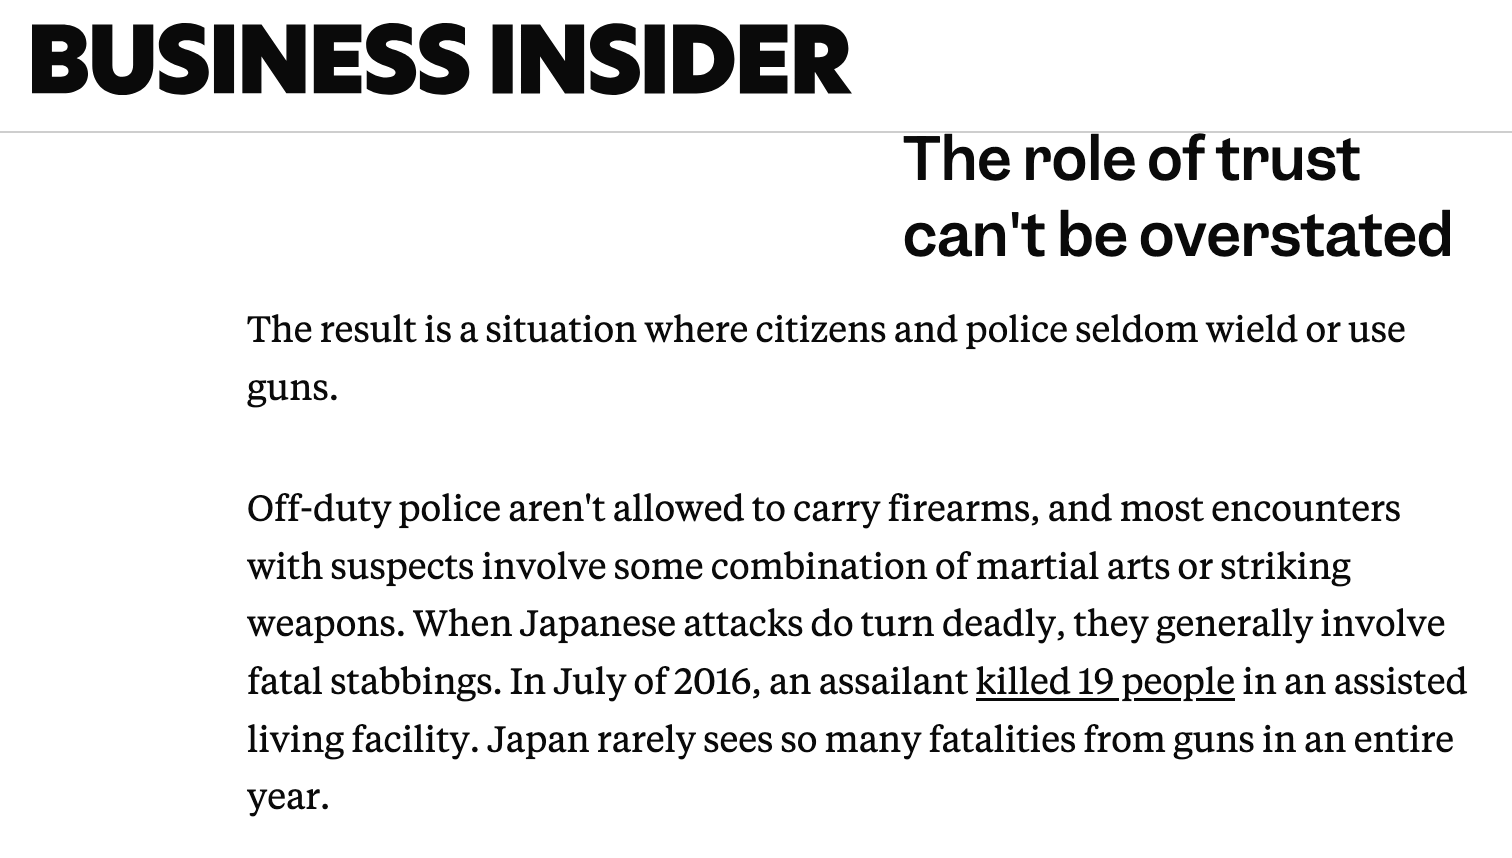 BUSINESS INSIDER
The role of trust
can't be overstated
The result is a situation where citizens and police seldom wield or use
guns.
Off-duty police aren't allowed to carry firearms, and most encounters
with suspects involve some combination of martial arts or striking
weapons. When Japanese attacks do turn deadly, they generally involve
fatal stabbings. In July of 2016, an assailant killed 19 people in an assisted
living facility. Japan rarely sees so many fatalities from guns in an entire
year.